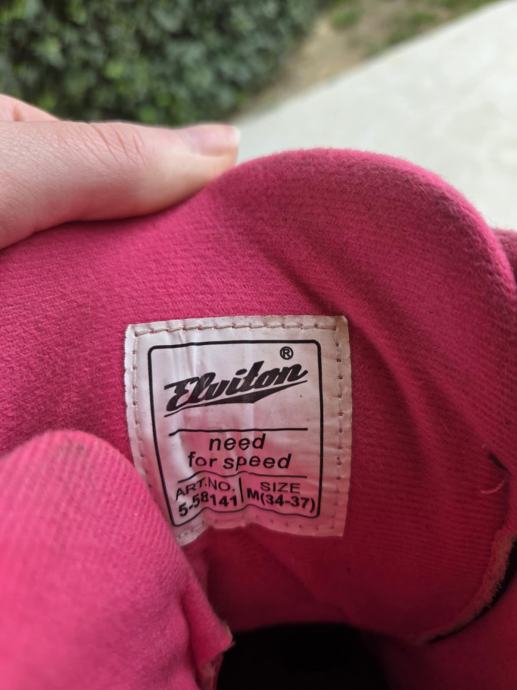 Elviton ®
need
for speed
ART.NO. SIZE
5-58141 M(34-37)